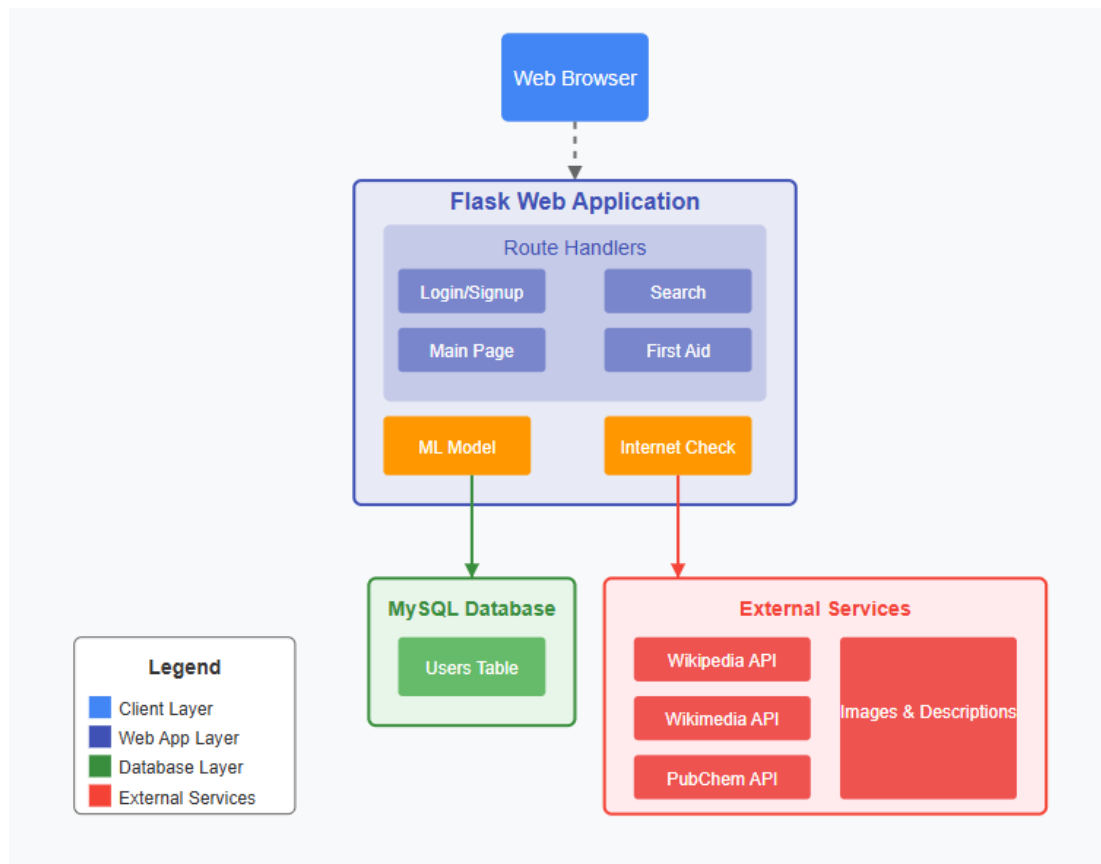 Web Browser
Flask Web Application
Route Handlers
Login/Signup
Search
Main Page
First Aid
ML Model
Internet Check
MySQL Database
Users Table
External Services
Wikipedia API
Wikimedia API
PubChem API
Images & Descriptions
Legend
Client Layer
Web App Layer
Database Layer
External Services